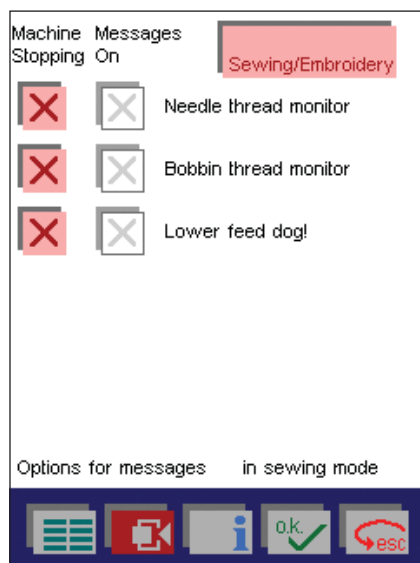 Machine Messages
Stopping On
Sewing/Embroidery
Needle thread monitor
Bobbin thread monitor
Lower feed dog!
Options for messages in sewing mode
i o.k. esc